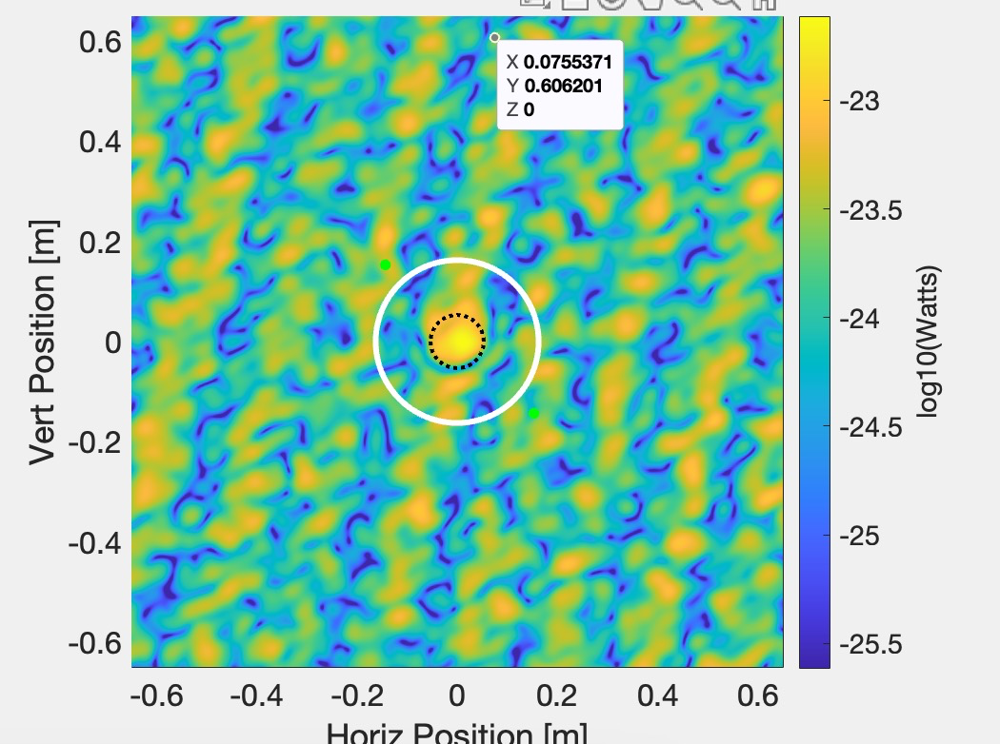 0.6
0.4
0.2
0
-0.2
-0.4
-0.6
Vert Position [m]
X 0.0755371
Y 0.606201
Z 0
-0.6 -0.4 -0.2 0 0.2 0.4 0.6
Horiz Position [m]
-23
-23.5
-24
-24.5
-25
-25.5
log10(Watts)